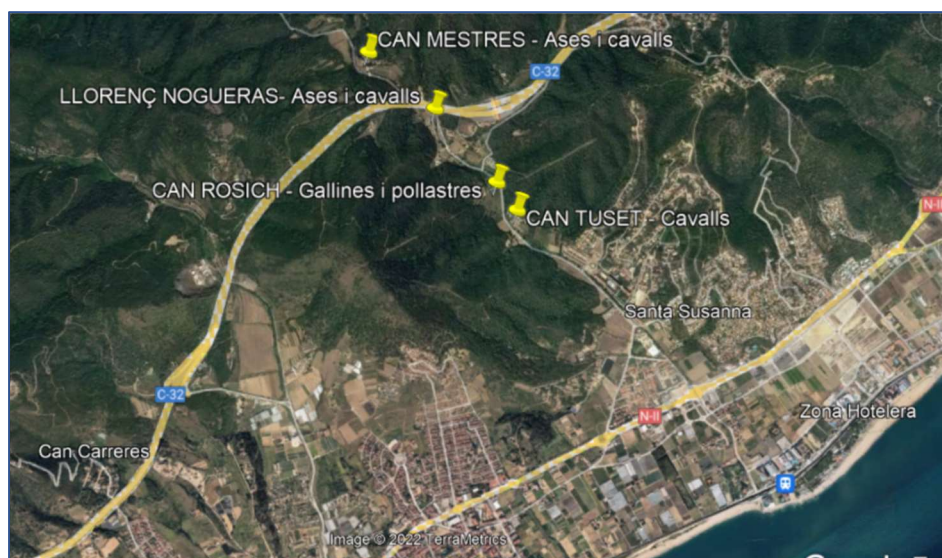 CAN MESTRES - Ases i cavalls
C-32
LLORENÇ NOGUERAS- Ases i cavalls
CAN ROSICH - Gallines i pollastres
CAN TUSET - Cavalls
N-II
Santa Susanna
C-32
N-II
Zona Hotelera
Can Carreres
Image © 2022 TerraMetrics